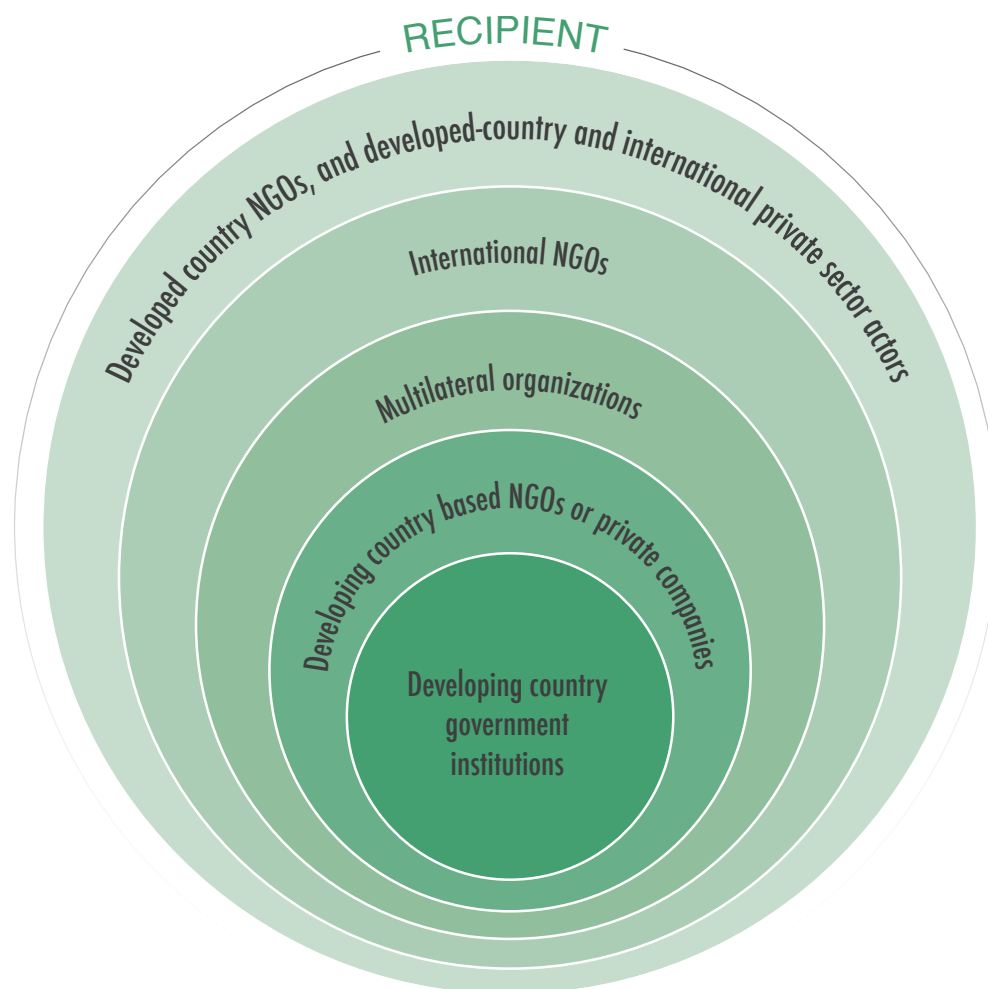 RECIPIENT
Developed country NGOs, and developed-country and international private sector actors
International NGOs
Multilateral organizations
Developing country based NGOs or private companies
Developing country
government
institutions